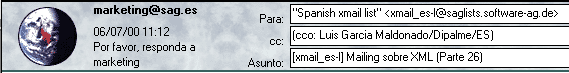 marketing@sag.es
06/07/00 11:12
Por favor, responda a
marketing
Para: "Spanish xmail list" <xmail_es-l@saglists.software-ag.de>
cc: (cco: Luis Garcia Maldonado/Dipalme/ES)
Asunto: [xmail_es-l] Mailing sobre XML (Parte 26)